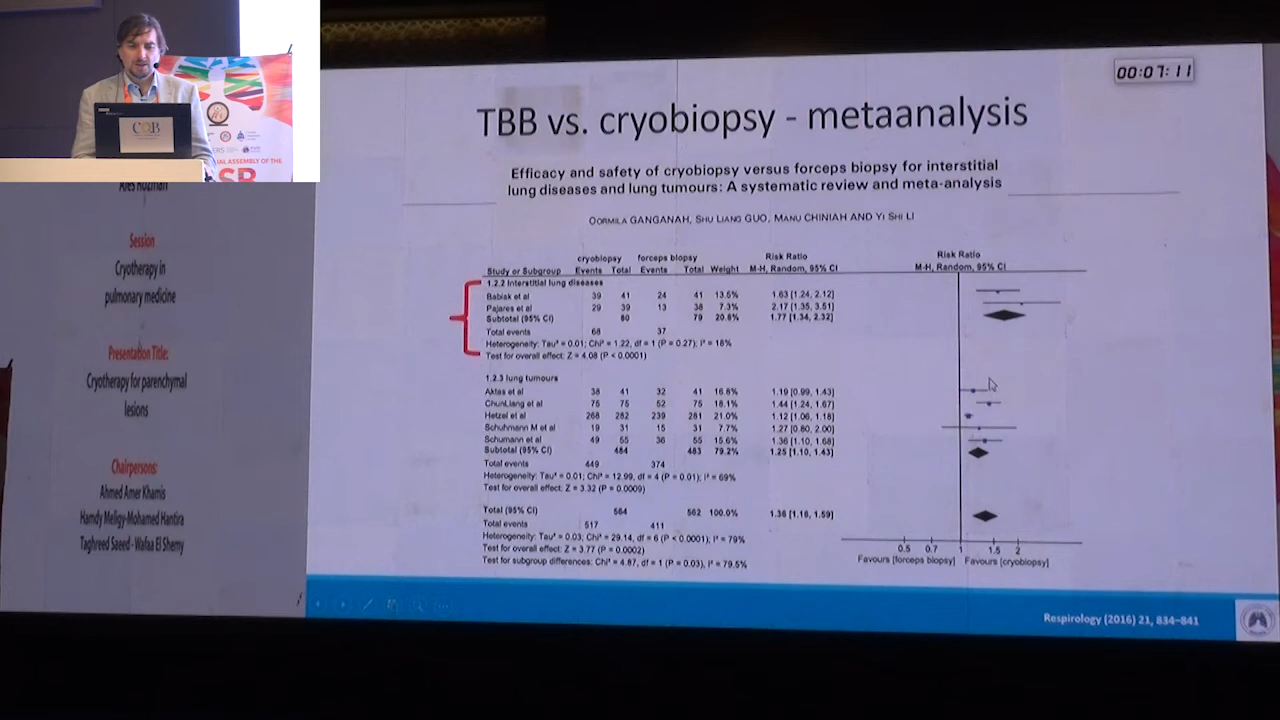 00:07:11
TBB vs. cryobiopsy - metaanalysis
Efficacy and safety of cryobiopsy versus forceps biopsy for interstitial
lung diseases and lung tumours: A systematic review and meta-analysis
OORMILA GANGANAH, SHU LIANG GUO, MANU CHINIAH AND YI SHI LI
cryobiopsy forceps biopsy Risk Ratio Risk Ratio
Study or Subgroup Events Total Events Total Weight M-H, Random, 95% CI M-H, Random, 95% CI
1.2.2 Interstitial lung diseases
Babiak et al 39 41 24 41 13.5% 1.63 [1.24, 2.12]
Pajares et al 29 39 13 38 7.3% 2.17 [1.35, 3.51]
Subtotal (95% CI) 80 79 20.8% 1.77 [1.34, 2.32]
Total events 68 37
Heterogeneity: Tau² = 0.01; Chi² = 1.22, df = 1 (P = 0.27); I² = 18%
Test for overall effect: Z = 4.08 (P < 0.0001)
1.2.3 lung tumours
Aktas et al 38 41 32 41 16.8% 1.19 [0.99, 1.43]
ChunLiang et al 75 75 52 75 18.1% 1.44 [1.24, 1.67]
Hetzel et al 268 282 239 281 21.0% 1.12 [1.06, 1.18]
Schuhmann M et al 19 31 15 31 7.7% 1.27 [0.80, 2.00]
Schumann et al 49 55 36 55 15.6% 1.36 [1.10, 1.68]
Subtotal (95% CI) 484 483 79.2% 1.25 [1.10, 1.43]
Total events 449 374
Heterogeneity: Tau² = 0.01; Chi² = 12.99, df = 4 (P = 0.01); I² = 69%
Test for overall effect: Z = 3.32 (P = 0.0009)
Total (95% CI) 564 562 100.0% 1.36 [1.16, 1.59]
Total events 517 411
Heterogeneity: Tau² = 0.03; Chi² = 29.14, df = 6 (P < 0.0001); I² = 79%
Test for overall effect: Z = 3.77 (P = 0.0002)
Test for subgroup differences: Chi² = 4.87, df = 1 (P = 0.03), I² = 79.5%
0.5 0.7 1 1.5 2
Favours [forceps biopsy] Favours [cryobiopsy]
Respirology (2016) 21, 834–841
Ales Rozman
Session
Cryotherapy in
pulmonary medicine
Presentation Title:
Cryotherapy for parenchymal
lesions
Chairpersons:
Ahmed Amer Khamis
Hamdy Meligy-Mohamed Hantira
Taghreed Saeed - Wafaa El Shemy
ASSEMBLY OF THE